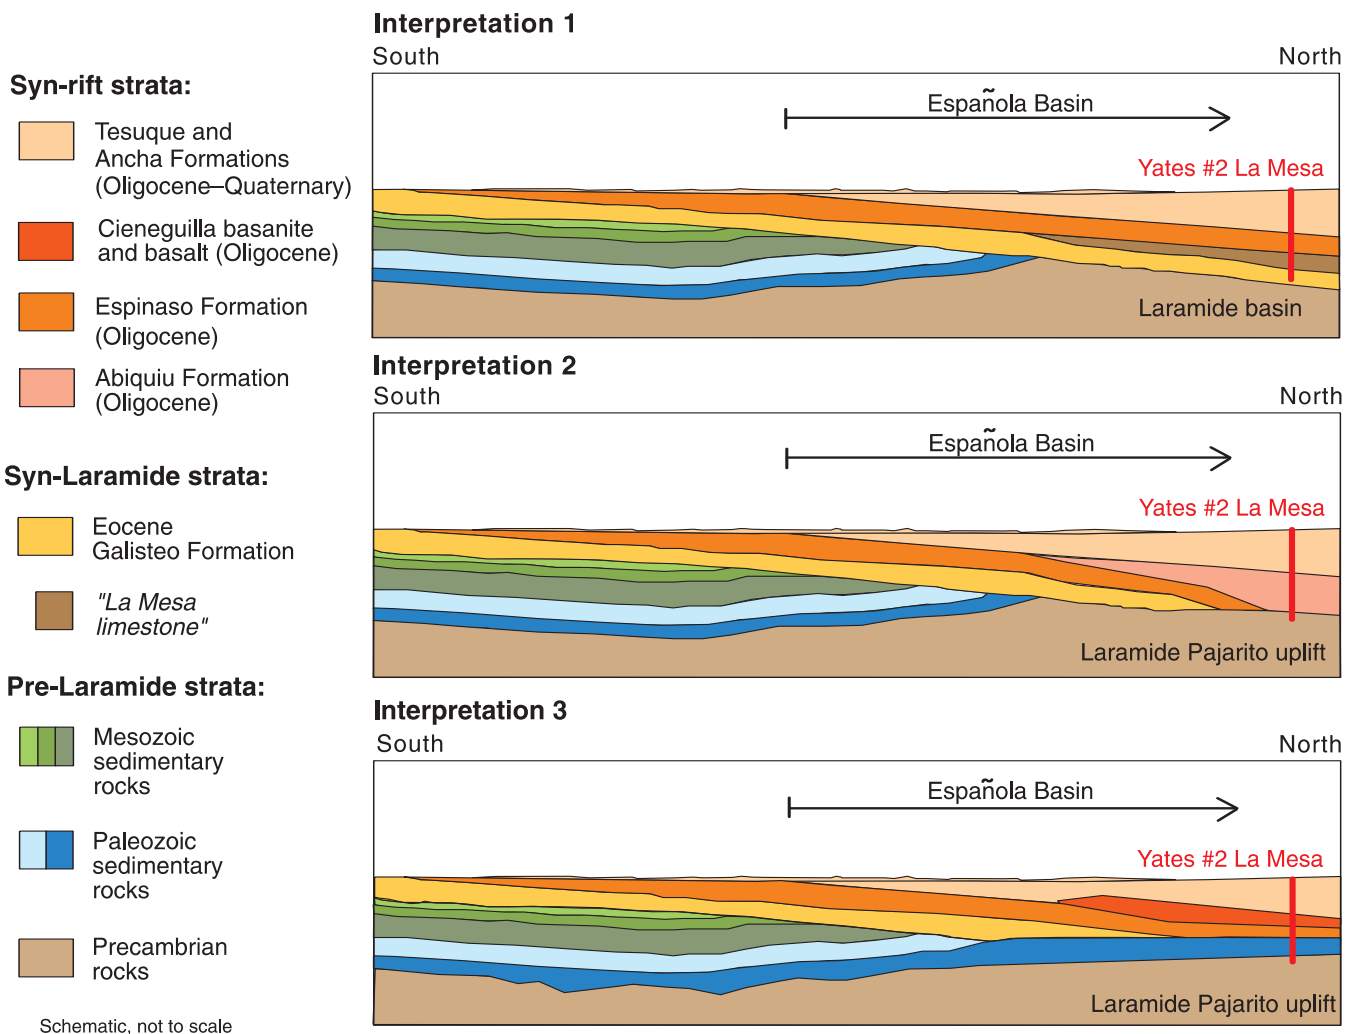 Syn-rift strata:
Tesuque and
Ancha Formations
(Oligocene–Quaternary)
Cieneguilla basanite
and basalt (Oligocene)
Espinaso Formation
(Oligocene)
Abiquiu Formation
(Oligocene)
Syn-Laramide strata:
Eocene
Galisteo Formation
"La Mesa
limestone"
Pre-Laramide strata:
Mesozoic
sedimentary
rocks
Paleozoic
sedimentary
rocks
Precambrian
rocks
Schematic, not to scale
Interpretation 1
South North
Española Basin
Yates #2 La Mesa
Laramide basin
Interpretation 2
South North
Española Basin
Yates #2 La Mesa
Laramide Pajarito uplift
Interpretation 3
South North
Española Basin
Yates #2 La Mesa
Laramide Pajarito uplift